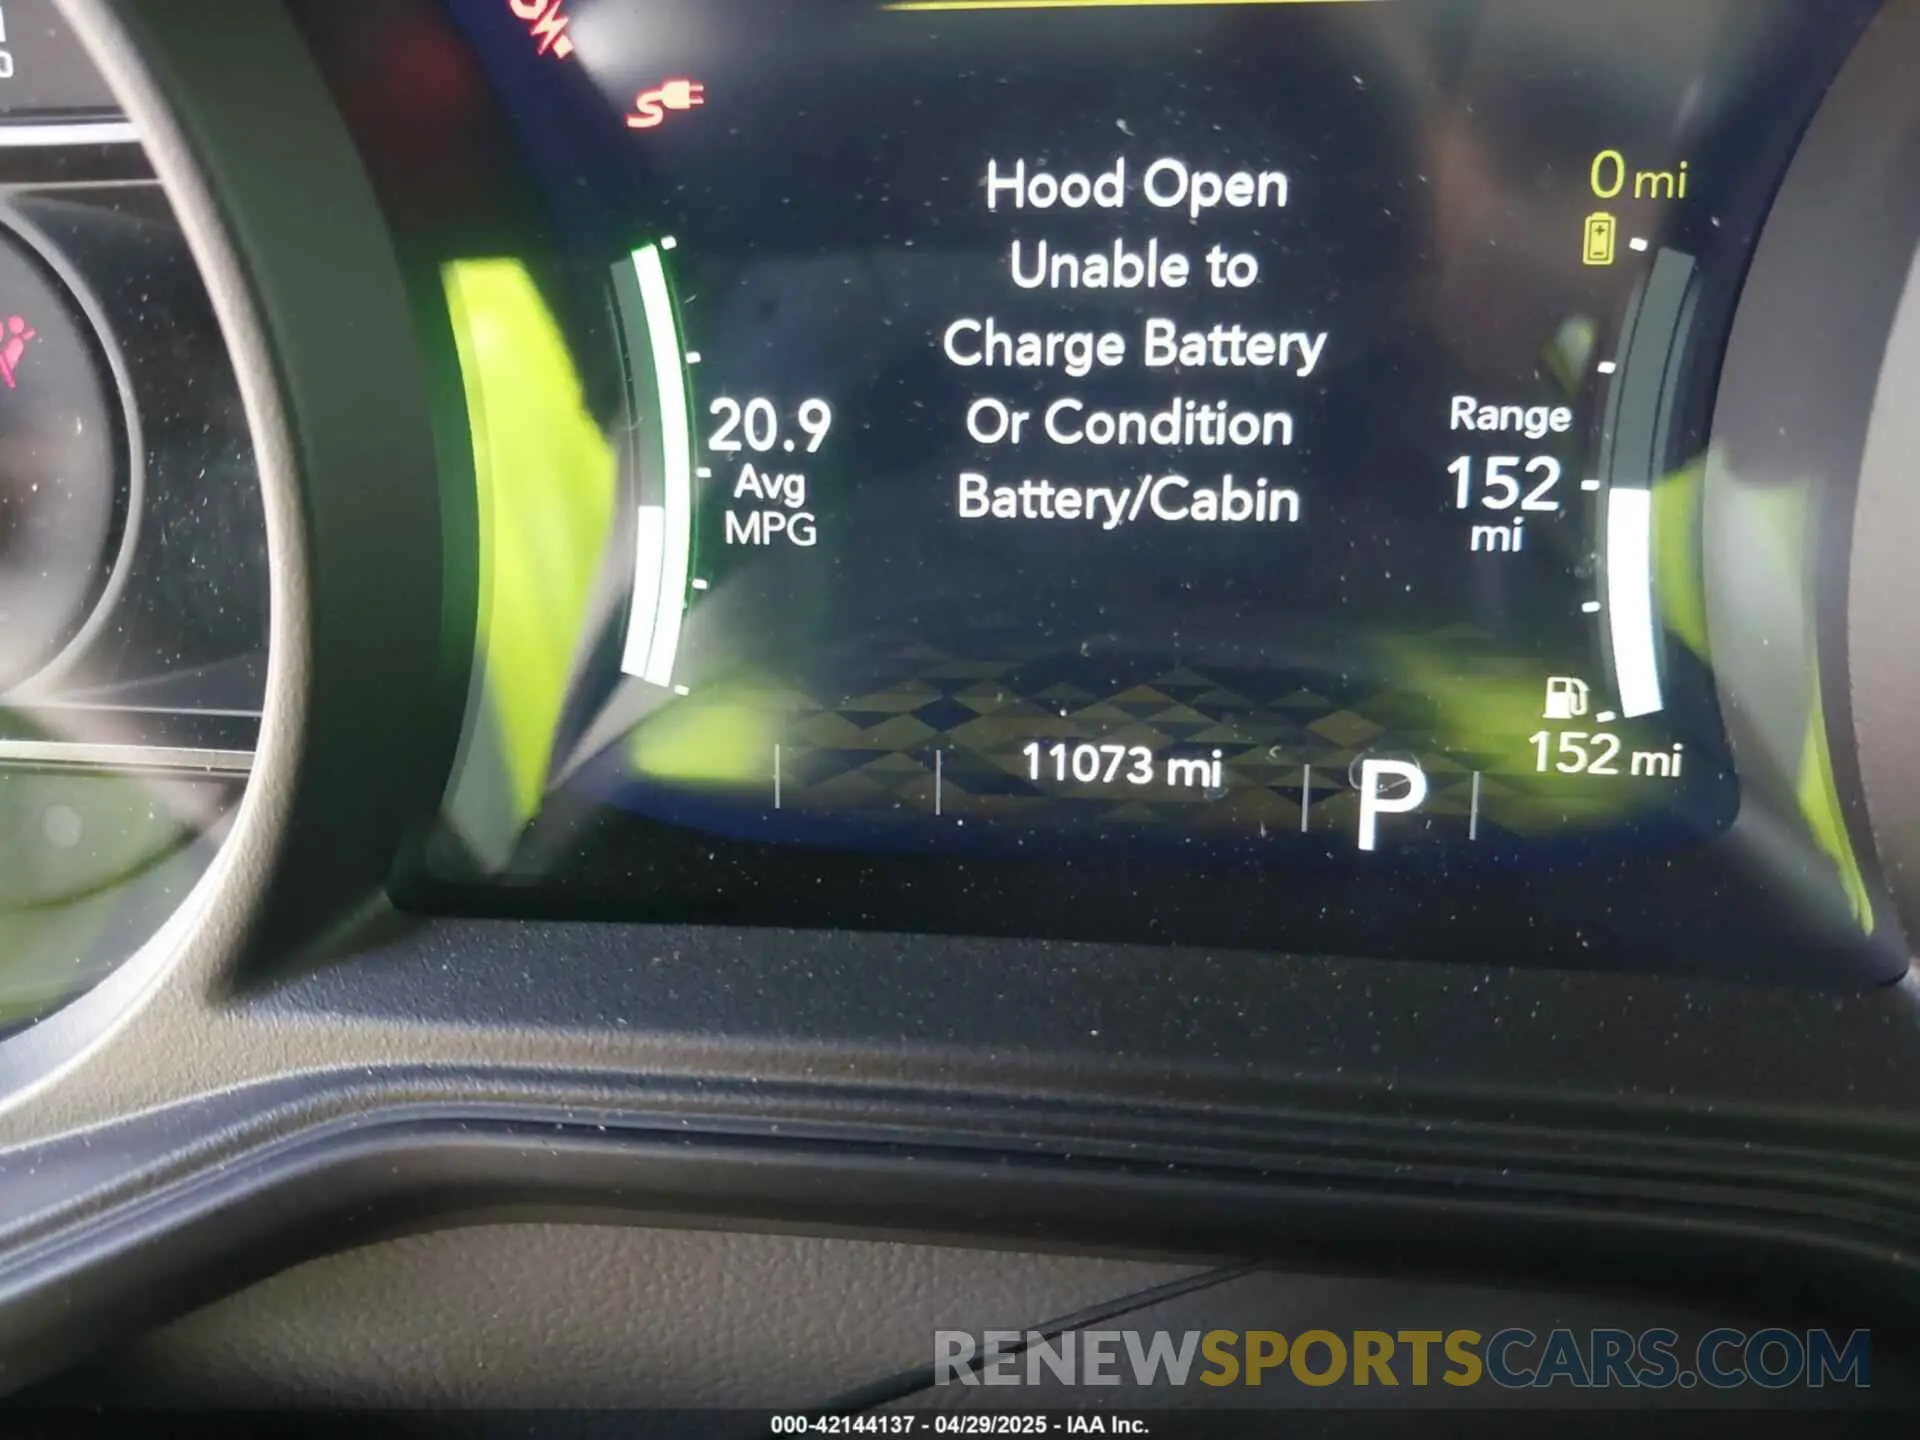 0 mi
Hood Open
Unable to
Charge Battery
Or Condition
Battery/Cabin
20.9
Avg
MPG
Range
152
mi
11073 mi
P
152 mi
RENEWSPORTSCARS.COM
000-42144137 - 04/29/2025 - IAA Inc.